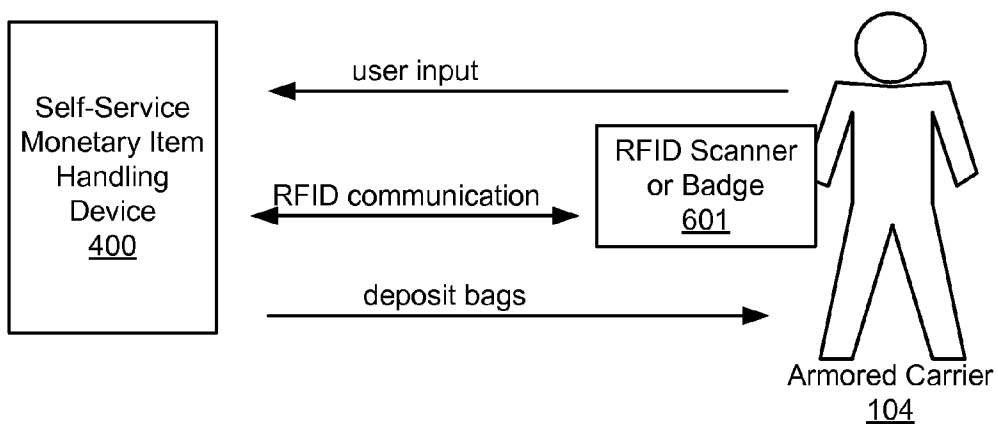 Self-Service
Monetary Item
Handling
Device
400
user input
RFID communication
deposit bags
RFID Scanner
or Badge
601
Armored Carrier
104